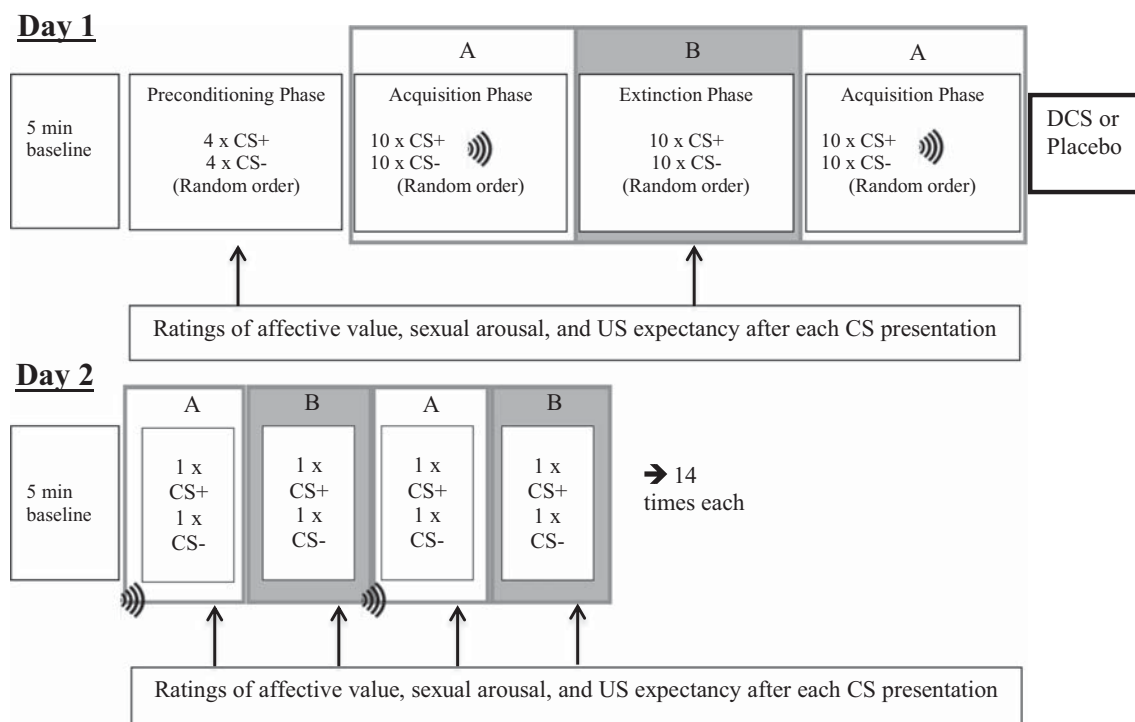 Day 1
A
B
A
5 min
baseline
Preconditioning Phase
4 x CS+
4 x CS-
(Random order)
Acquisition Phase
10 x CS+
10 x CS-
(Random order)
Extinction Phase
10 x CS+
10 x CS-
(Random order)
Acquisition Phase
10 x CS+
10 x CS-
(Random order)
DCS or
Placebo
Ratings of affective value, sexual arousal, and US expectancy after each CS presentation
Day 2
A
B
A
B
5 min
baseline
1 x
CS+
1 x
CS-
1 x
CS+
1 x
CS-
1 x
CS+
1 x
CS-
1 x
CS+
1 x
CS-
➔ 14
times each
Ratings of affective value, sexual arousal, and US expectancy after each CS presentation